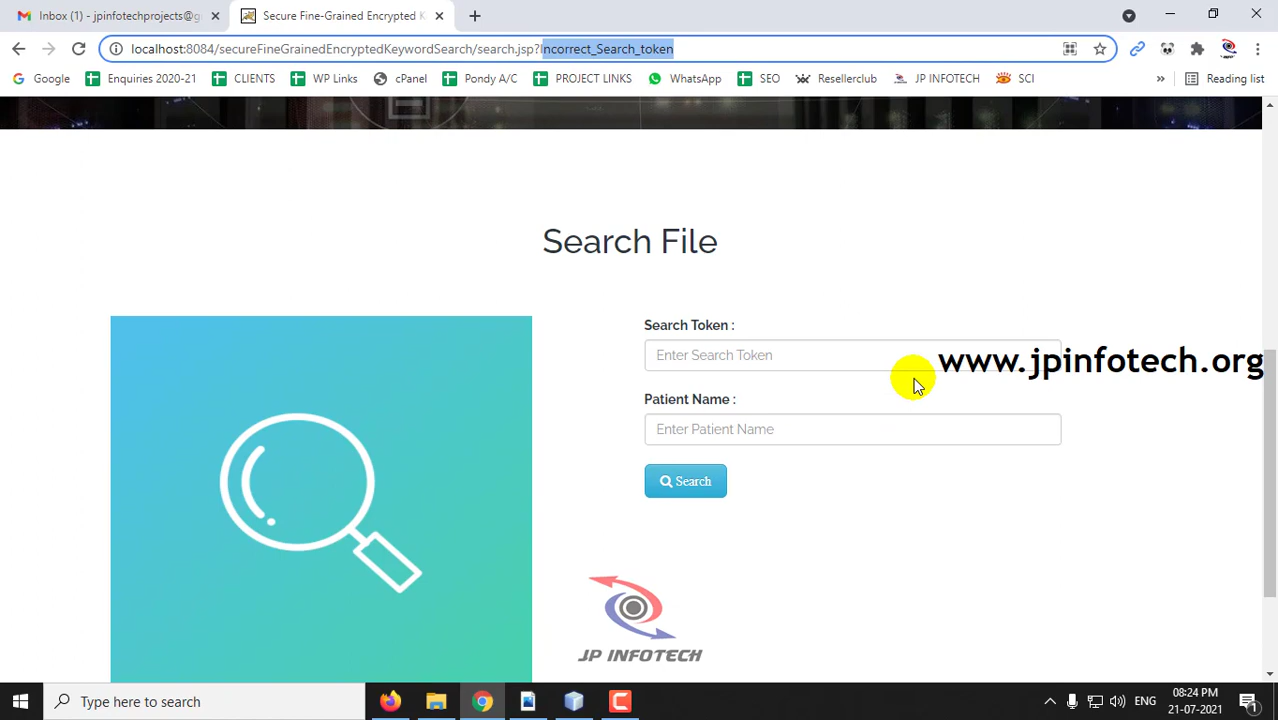 Inbox (1) - jpinfotechprojects@g
Secure Fine-Grained Encrypted K
localhost:8084/secureFineGrainedEncryptedKeywordSearch/search.jsp?Incorrect_Search_token
Google
Enquiries 2020-21
CLIENTS
WP Links
cPanel
Pondy A/C
PROJECT LINKS
WhatsApp
SEO
Resellerclub
JP INFOTECH
SCI
»
Reading list
Search File
Search Token :
Enter Search Token
www.jpinfotech.org
Patient Name :
Enter Patient Name
Search
JP INFOTECH
Type here to search
ENG
08:24 PM
21-07-2021
1